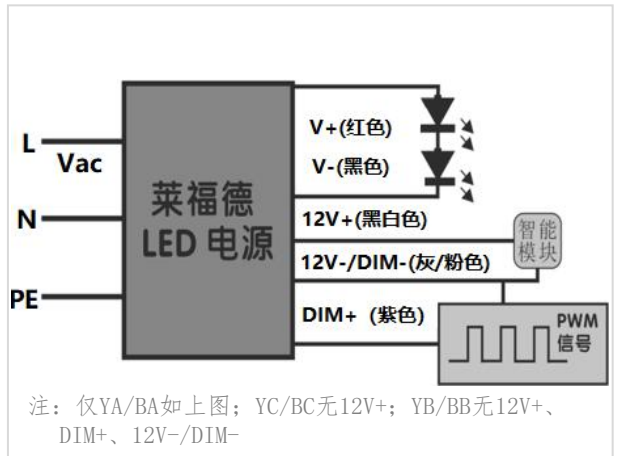 L
Vac
N
PE
莱福德
LED 电源
V+(红色)
V-(黑色)
12V+(黑白色)
12V-/DIM-(灰/粉色)
DIM+ (紫色)
智能
模块
PWM
信号
注: 仅YA/BA如上图; YC/BC无12V+; YB/BB无12V+、
DIM+、12V-/DIM-